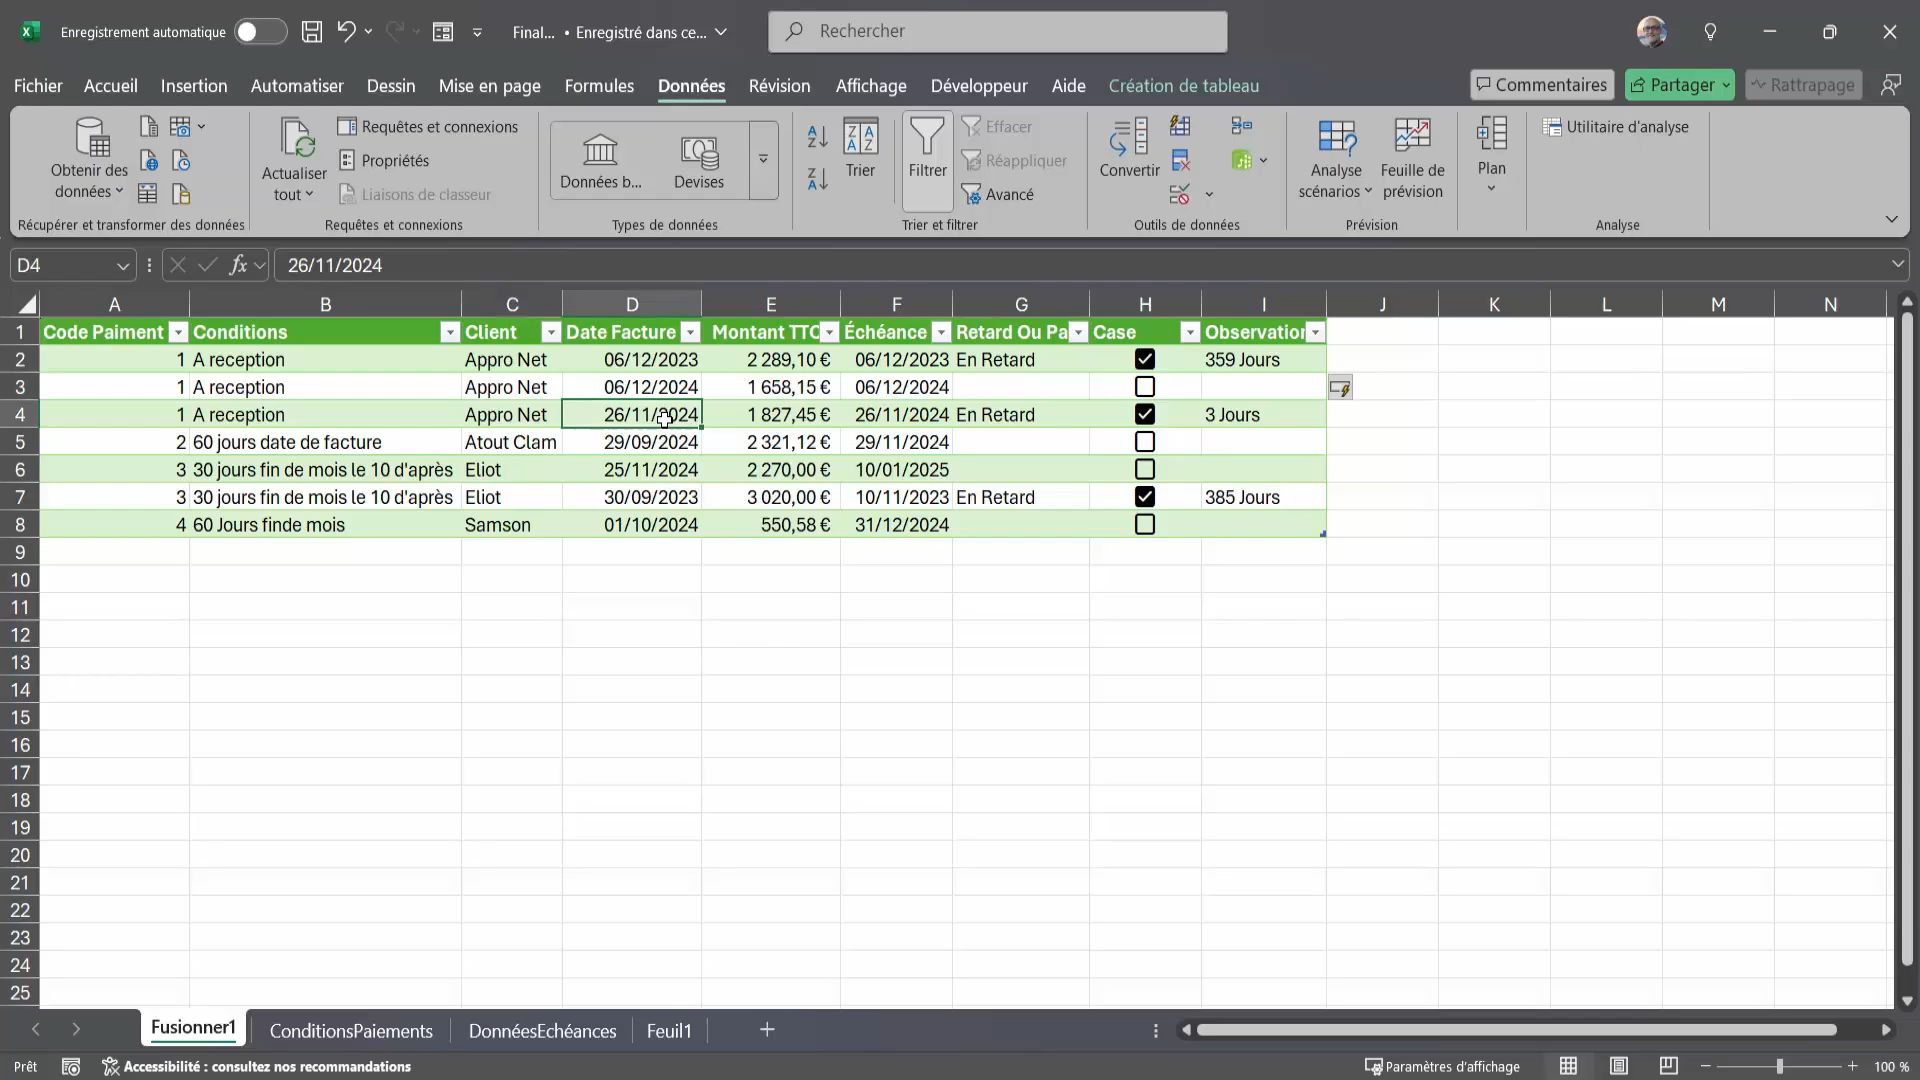 Enregistrement automatique Final... • Enregistré dans ce... Rechercher
Fichier Accueil Insertion Automatiser Dessin Mise en page Formules Données Révision Affichage Développeur Aide Création de tableau Commentaires Partager Rattrapage
Obtenir des données
Récupérer et transformer des données
Actualiser tout
Requêtes et connexions
Propriétés
Liaisons de classeur
Requêtes et connexions
Données b...
Devises
Types de données
Trier
Filtrer
Effacer
Réappliquer
Avancé
Trier et filtrer
Convertir
Outils de données
Analyse scénarios
Feuille de prévision
Prévision
Plan
Utilitaire d'analyse
Analyse
D4 fx 26/11/2024
A B C D E F G H I J K L M N
1 Code Paiment Conditions Client Date Facture Montant TTC Échéance Retard Ou Pa Case Observation
2 1 A reception Appro Net 06/12/2023 2 289,10 € 06/12/2023 En Retard 359 Jours
3 1 A reception Appro Net 06/12/2024 1 658,15 € 06/12/2024
4 1 A reception Appro Net 26/11/2024 1 827,45 € 26/11/2024 En Retard 3 Jours
5 2 60 jours date de facture Atout Clam 29/09/2024 2 321,12 € 29/11/2024
6 3 30 jours fin de mois le 10 d'après Eliot 25/11/2024 2 270,00 € 10/01/2025
7 3 30 jours fin de mois le 10 d'après Eliot 30/09/2023 3 020,00 € 10/11/2023 En Retard 385 Jours
8 4 60 Jours finde mois Samson 01/10/2024 550,58 € 31/12/2024
9
10
11
12
13
14
15
16
17
18
19
20
21
22
23
24
25
Fusionner1 ConditionsPaiements DonnéesEchéances Feuil1
Prêt Accessibilité : consultez nos recommandations Paramètres d'affichage 100 %